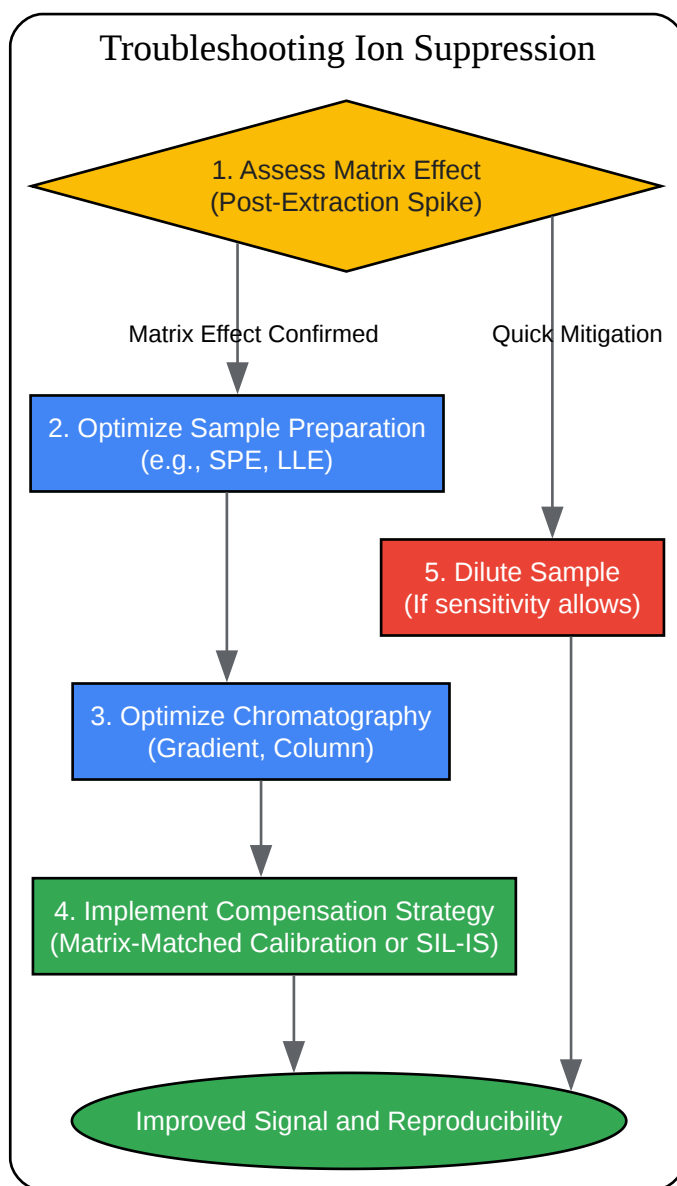 Troubleshooting Ion Suppression
1. Assess Matrix Effect
(Post-Extraction Spike)
Matrix Effect Confirmed
Quick Mitigation
2. Optimize Sample Preparation
(e.g., SPE, LLE)
5. Dilute Sample
(If sensitivity allows)
3. Optimize Chromatography
(Gradient, Column)
4. Implement Compensation Strategy
(Matrix-Matched Calibration or SIL-IS)
Improved Signal and Reproducibility